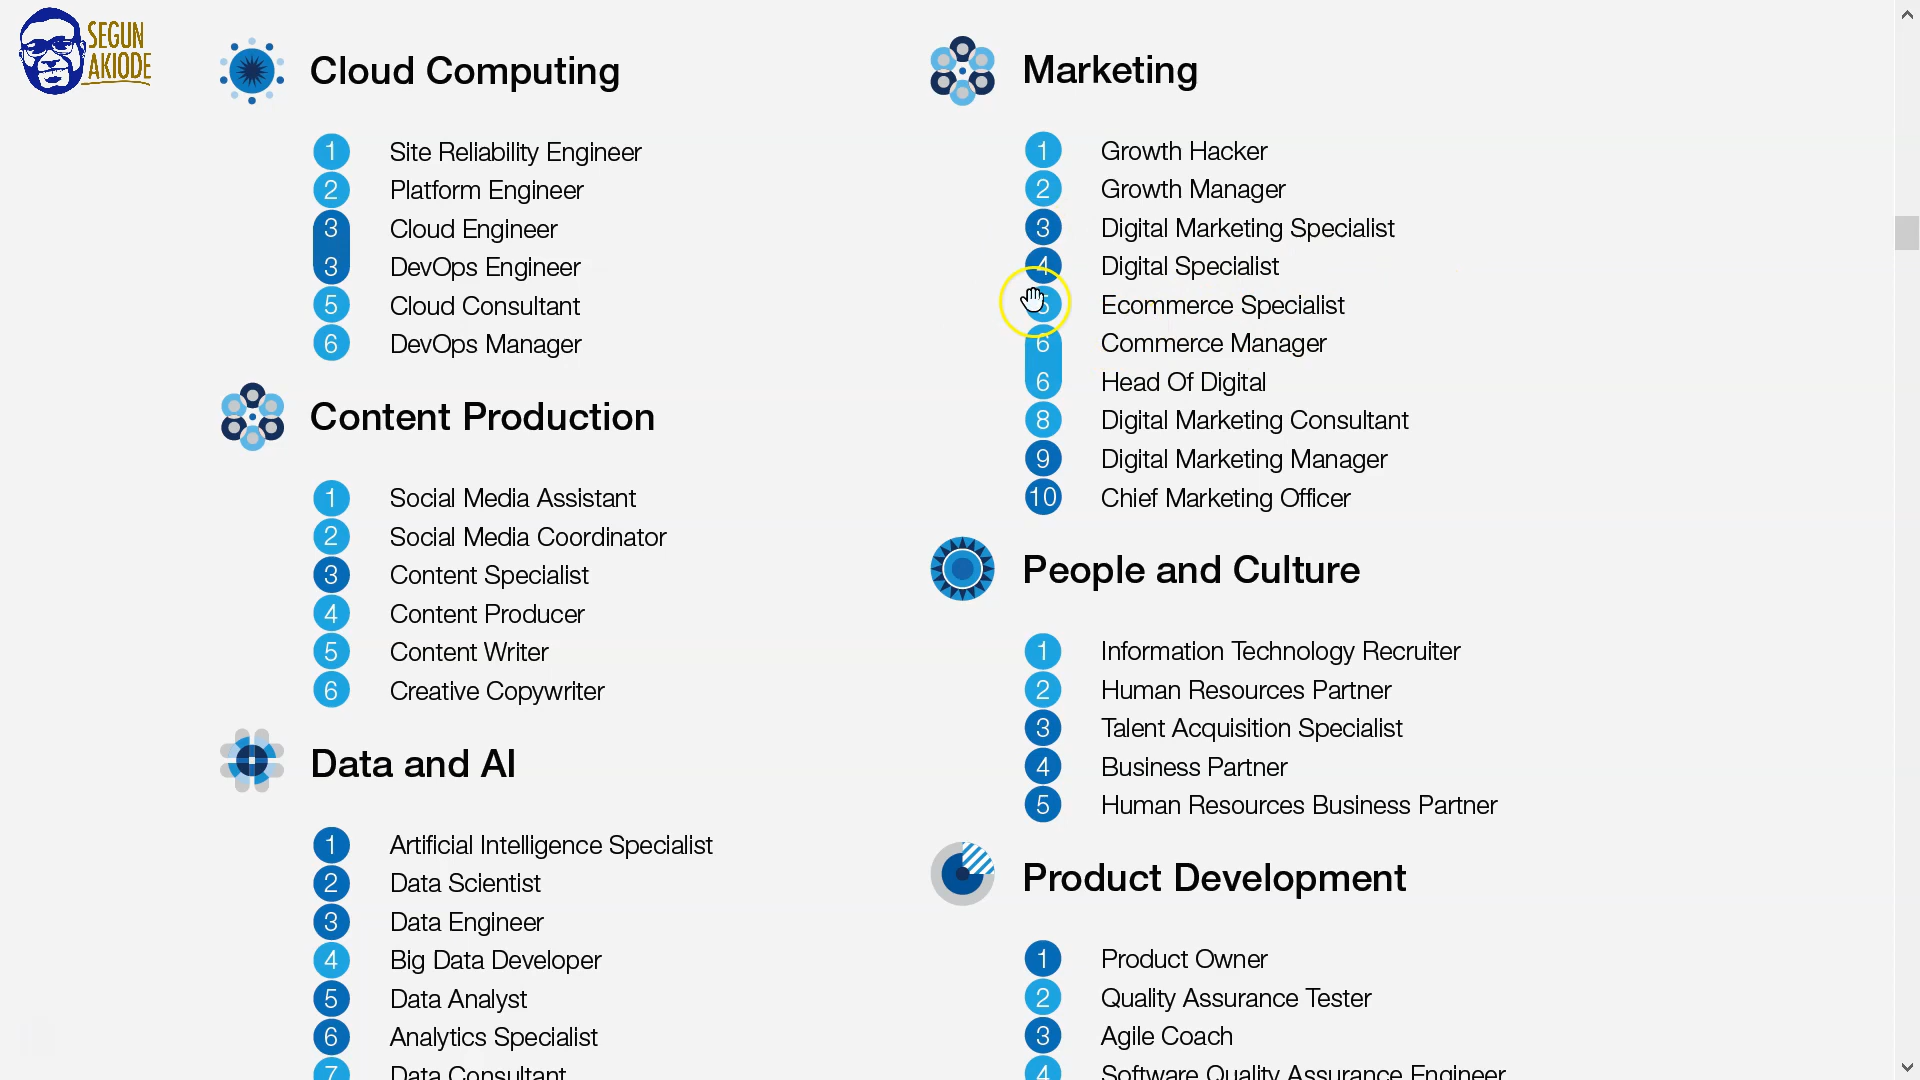 SEGUN
AKIODE
Cloud Computing
1 Site Reliability Engineer
2 Platform Engineer
3 Cloud Engineer
3 DevOps Engineer
5 Cloud Consultant
6 DevOps Manager
Content Production
1 Social Media Assistant
2 Social Media Coordinator
3 Content Specialist
4 Content Producer
5 Content Writer
6 Creative Copywriter
Data and AI
1 Artificial Intelligence Specialist
2 Data Scientist
3 Data Engineer
4 Big Data Developer
5 Data Analyst
6 Analytics Specialist
7 Data Consultant
Marketing
1 Growth Hacker
2 Growth Manager
3 Digital Marketing Specialist
4 Digital Specialist
5 Ecommerce Specialist
6 Commerce Manager
6 Head Of Digital
8 Digital Marketing Consultant
9 Digital Marketing Manager
10 Chief Marketing Officer
People and Culture
1 Information Technology Recruiter
2 Human Resources Partner
3 Talent Acquisition Specialist
4 Business Partner
5 Human Resources Business Partner
Product Development
1 Product Owner
2 Quality Assurance Tester
3 Agile Coach
4 Software Quality Assurance Engineer